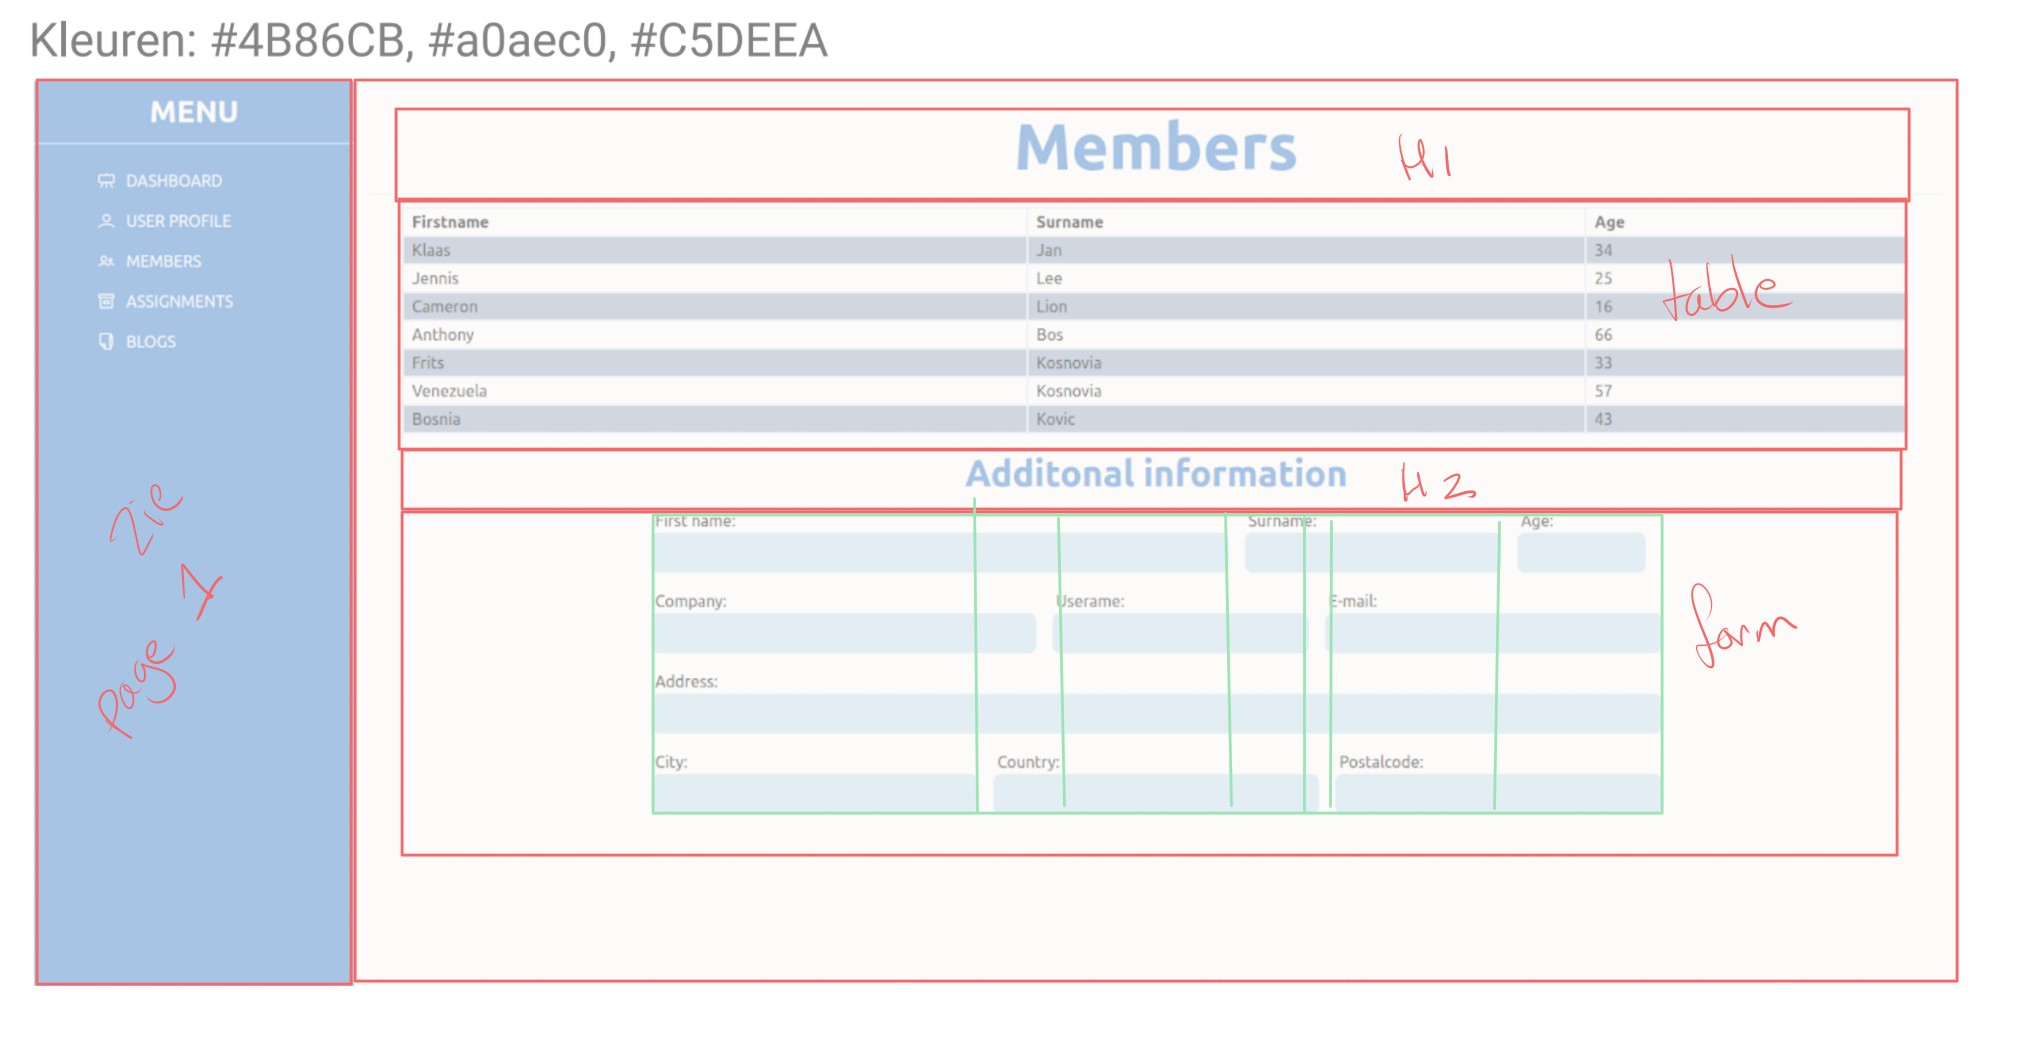 Kleuren: #4B86CB, #a0aec0, #C5DEEA
MENU
DASHBOARD
USER PROFILE
MEMBERS
ASSIGNMENTS
BLOGS
zie
page 1
Members H1
Firstname Surname Age
Klaas Jan 34
Jennis Lee 25
Cameron Lion 16
Anthony Bos 66
Frits Kosnovia 33
Venezuela Kosnovia 57
Bosnia Kovic 43
table
Additonal information H2
First name: Surname: Age:
Company: Userame: E-mail:
Address:
City: Country: Postalcode:
form